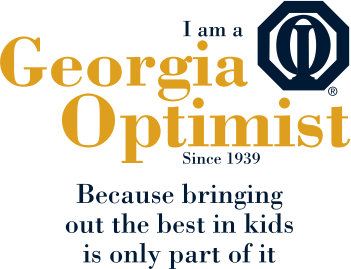 I am a
Georgia
Optimist
®
Since 1939
Because bringing
out the best in kids
is only part of it